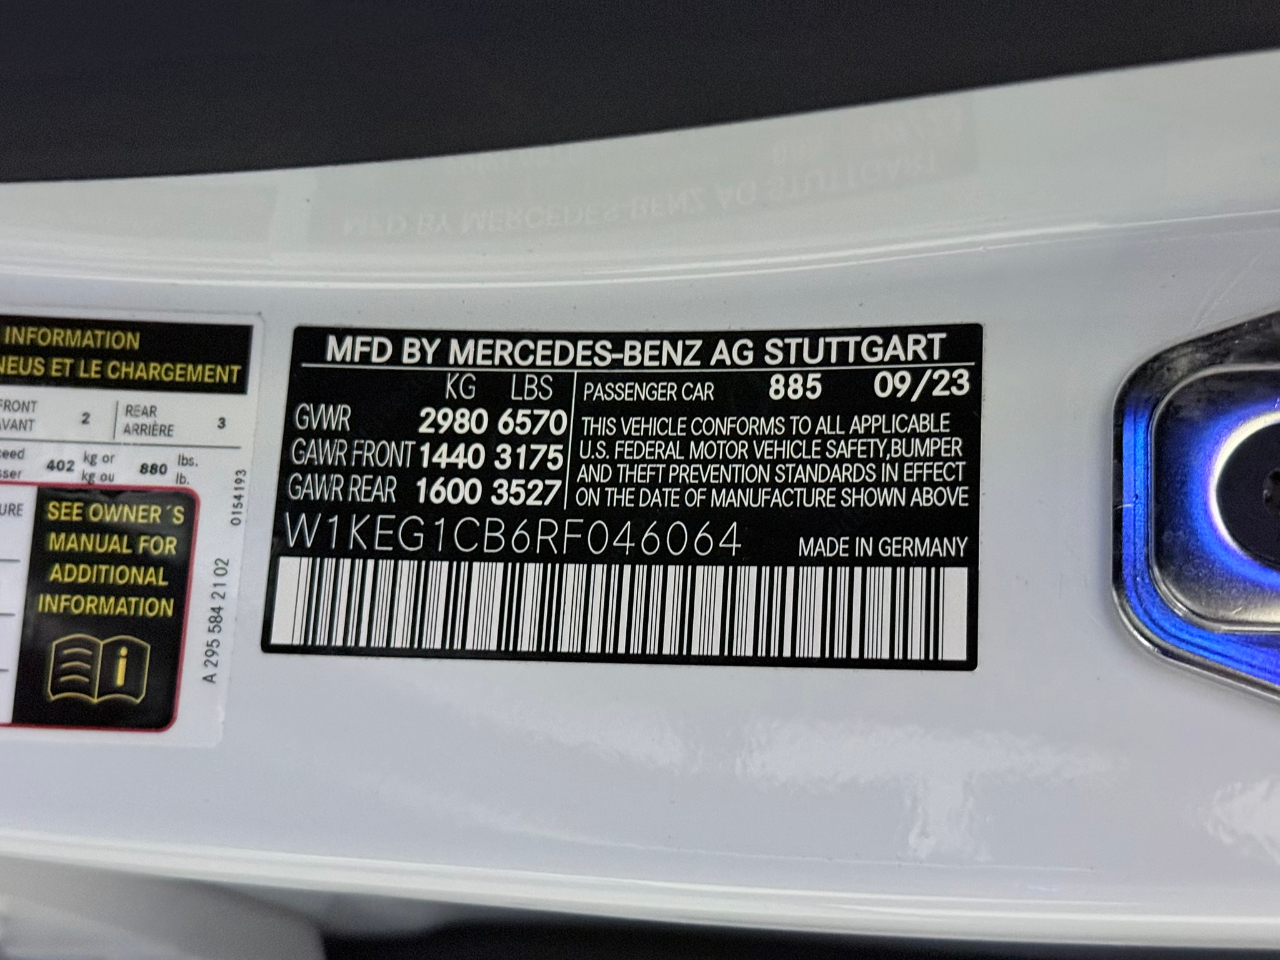 INFORMATION
NEUS ET LE CHARGEMENT
FRONT
AVANT
2
REAR
ARRIÈRE
3
402 kg or
kg ou
880 lbs.
lb.
SEE OWNER´S
MANUAL FOR
ADDITIONAL
INFORMATION
0154193
A 295 584 21 02
MFD BY MERCEDES-BENZ AG STUTTGART
KG LBS
GVWR 2980 6570
GAWR FRONT 1440 3175
GAWR REAR 1600 3527
PASSENGER CAR 885 09/23
THIS VEHICLE CONFORMS TO ALL APPLICABLE
U.S. FEDERAL MOTOR VEHICLE SAFETY,BUMPER
AND THEFT PREVENTION STANDARDS IN EFFECT
ON THE DATE OF MANUFACTURE SHOWN ABOVE
W1KEG1CB6RF046064
MADE IN GERMANY